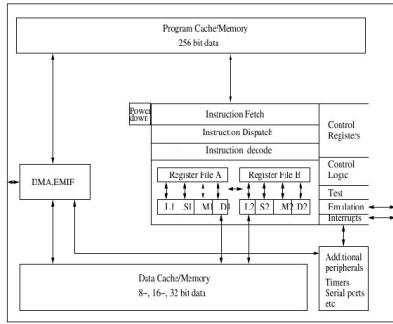 Program Cache/Memory
256 bit data
Power
down
Instruction Fetch
Instruction Dispatch
Instruction decode
Control
Registers
Register File A
Register File B
Control
Logic
.L1 .S1 .M1 .D1
.L2 .S2 .M2 .D2
Test
Emulation
Interrupts
DMA,EMIF
Data Cache/Memory
8-, 16-, 32 bit data
Additional
peripherals
Timers
Serial ports
etc